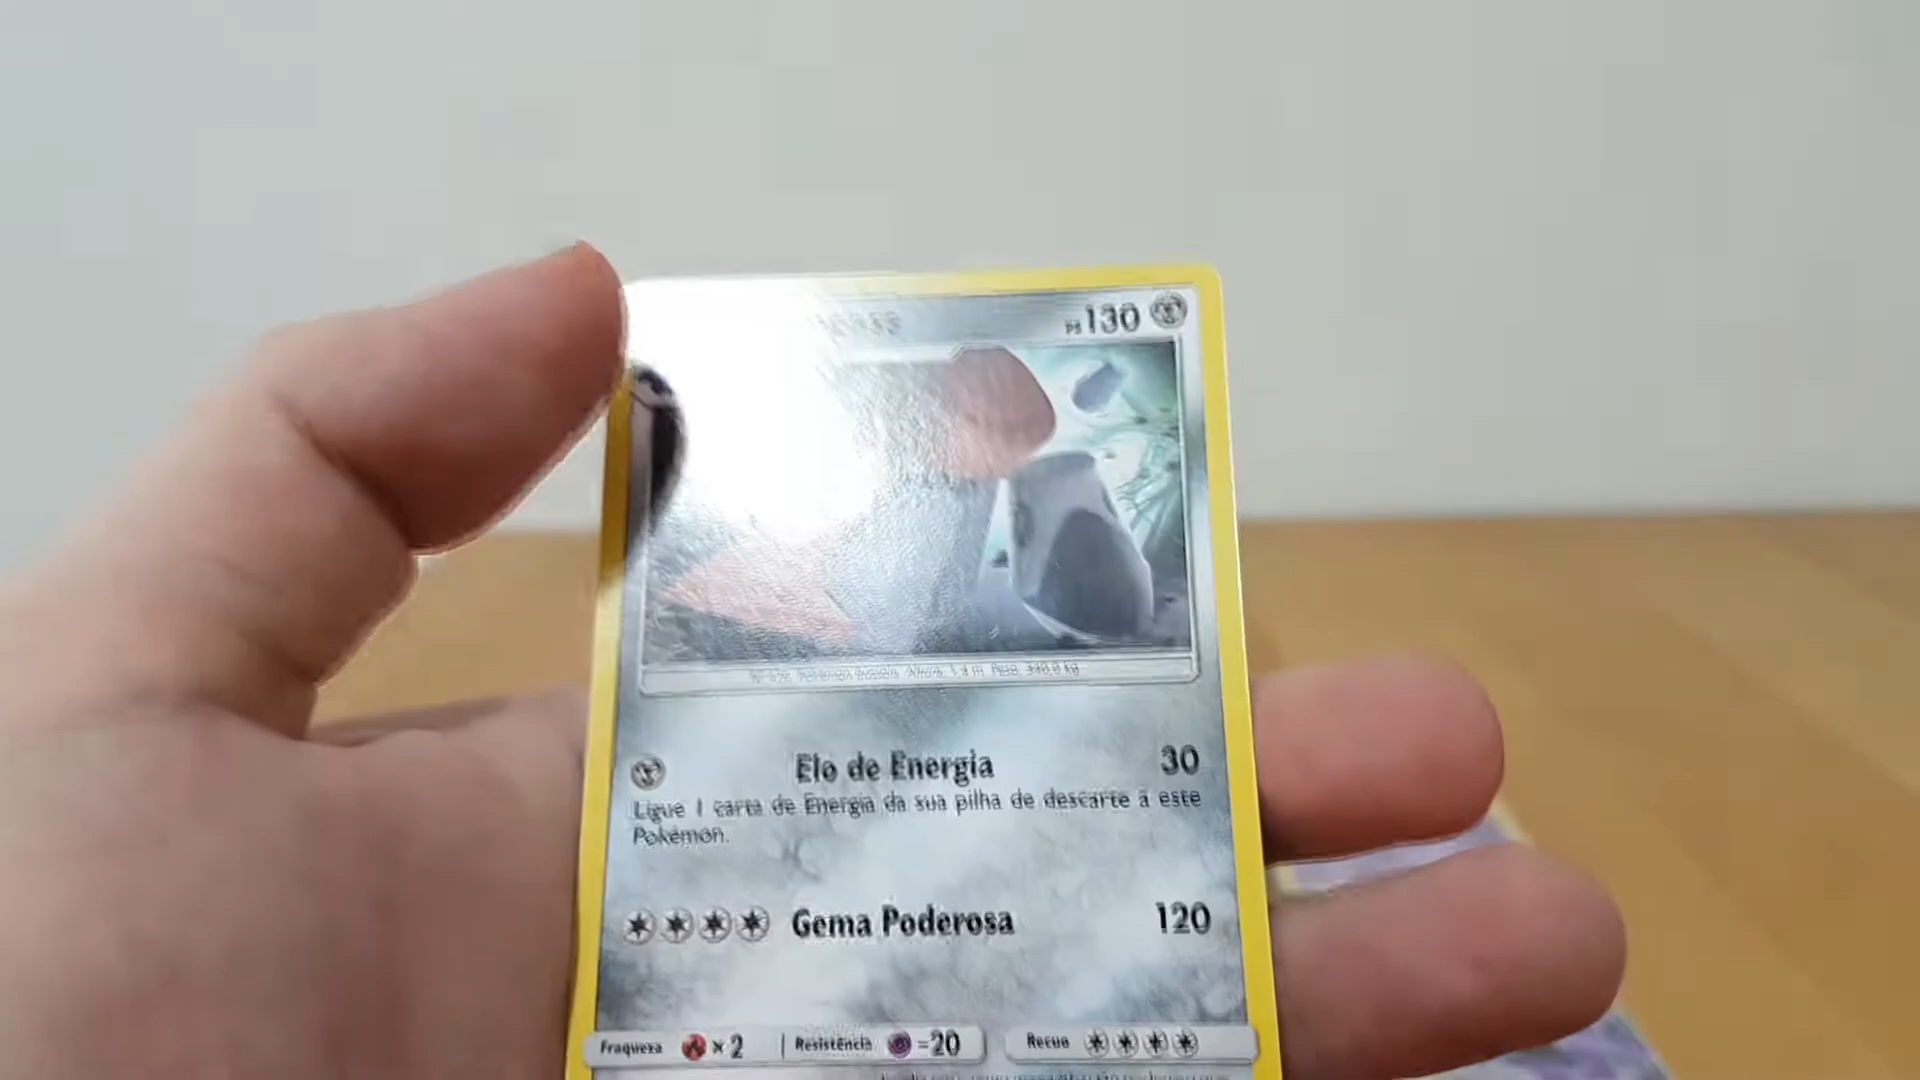 PS 130
Elo de Energia 30
Ligue 1 carta de Energia da sua pilha de descarte a este
Pokémon.
Gema Poderosa 120
Fraqueza ×2 Resistência -20 Recuo